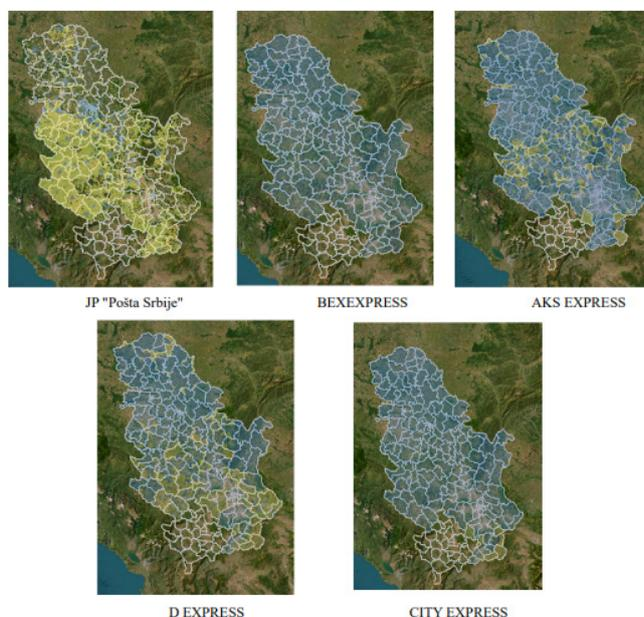 JP "Pošta Srbije"
BEXEXPRESS
AKS EXPRESS
D EXPRESS
CITY EXPRESS